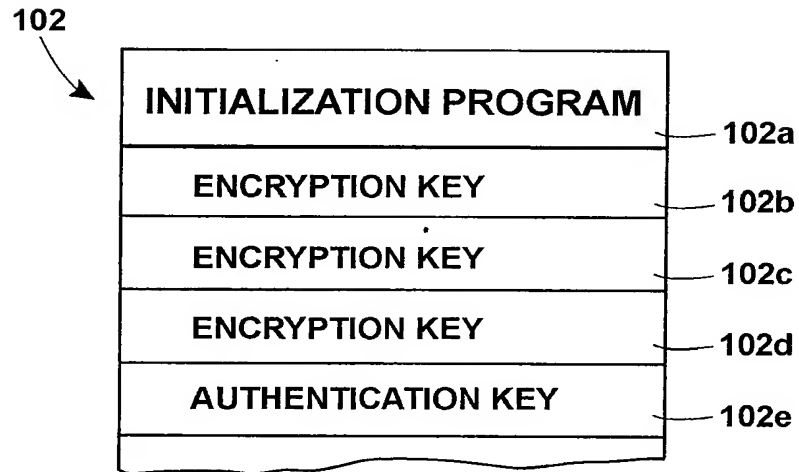 102
INITIALIZATION PROGRAM
102a
ENCRYPTION KEY
102b
ENCRYPTION KEY
102c
ENCRYPTION KEY
102d
AUTHENTICATION KEY
102e